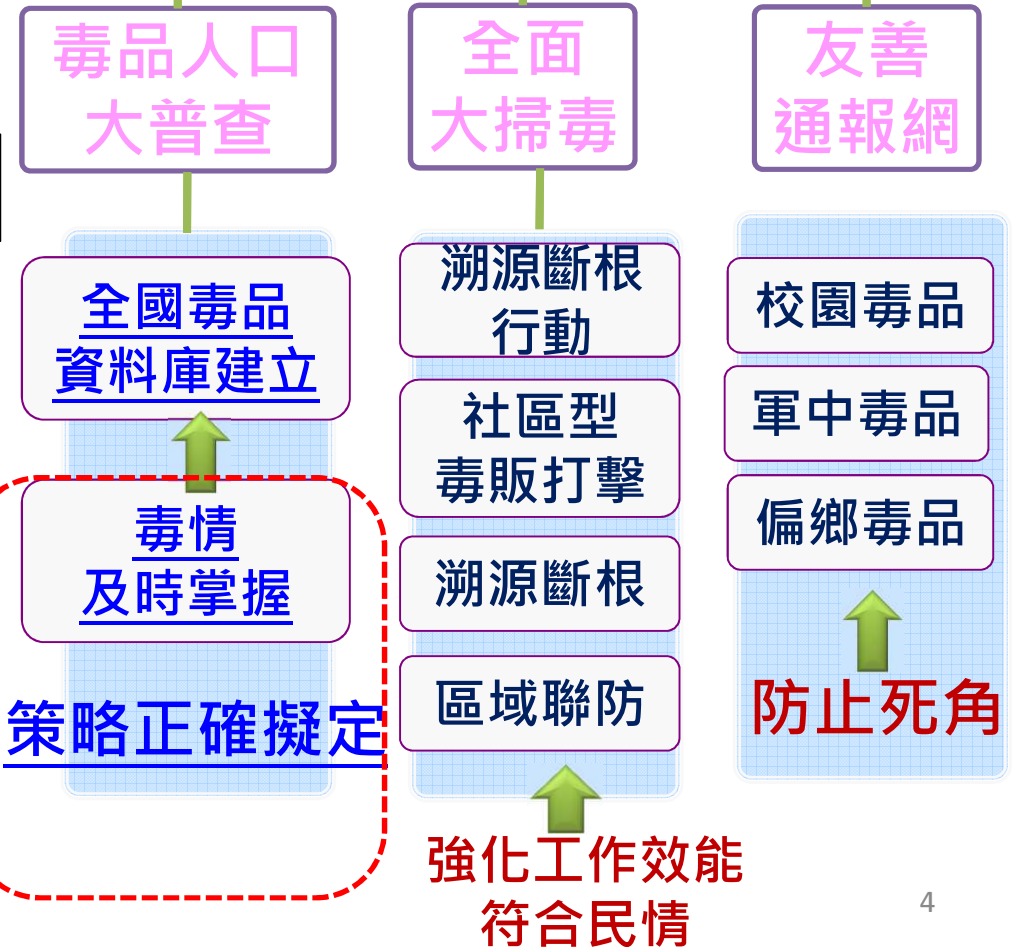 毒品人口
大普查
全國毒品
資料庫建立
毒情
及時掌握
策略正確擬定
全面
大掃毒
溯源斷根
行動
社區型
毒販打擊
溯源斷根
區域聯防
強化工作效能
符合民情
友善
通報網
校園毒品
軍中毒品
偏鄉毒品
防止死角
4